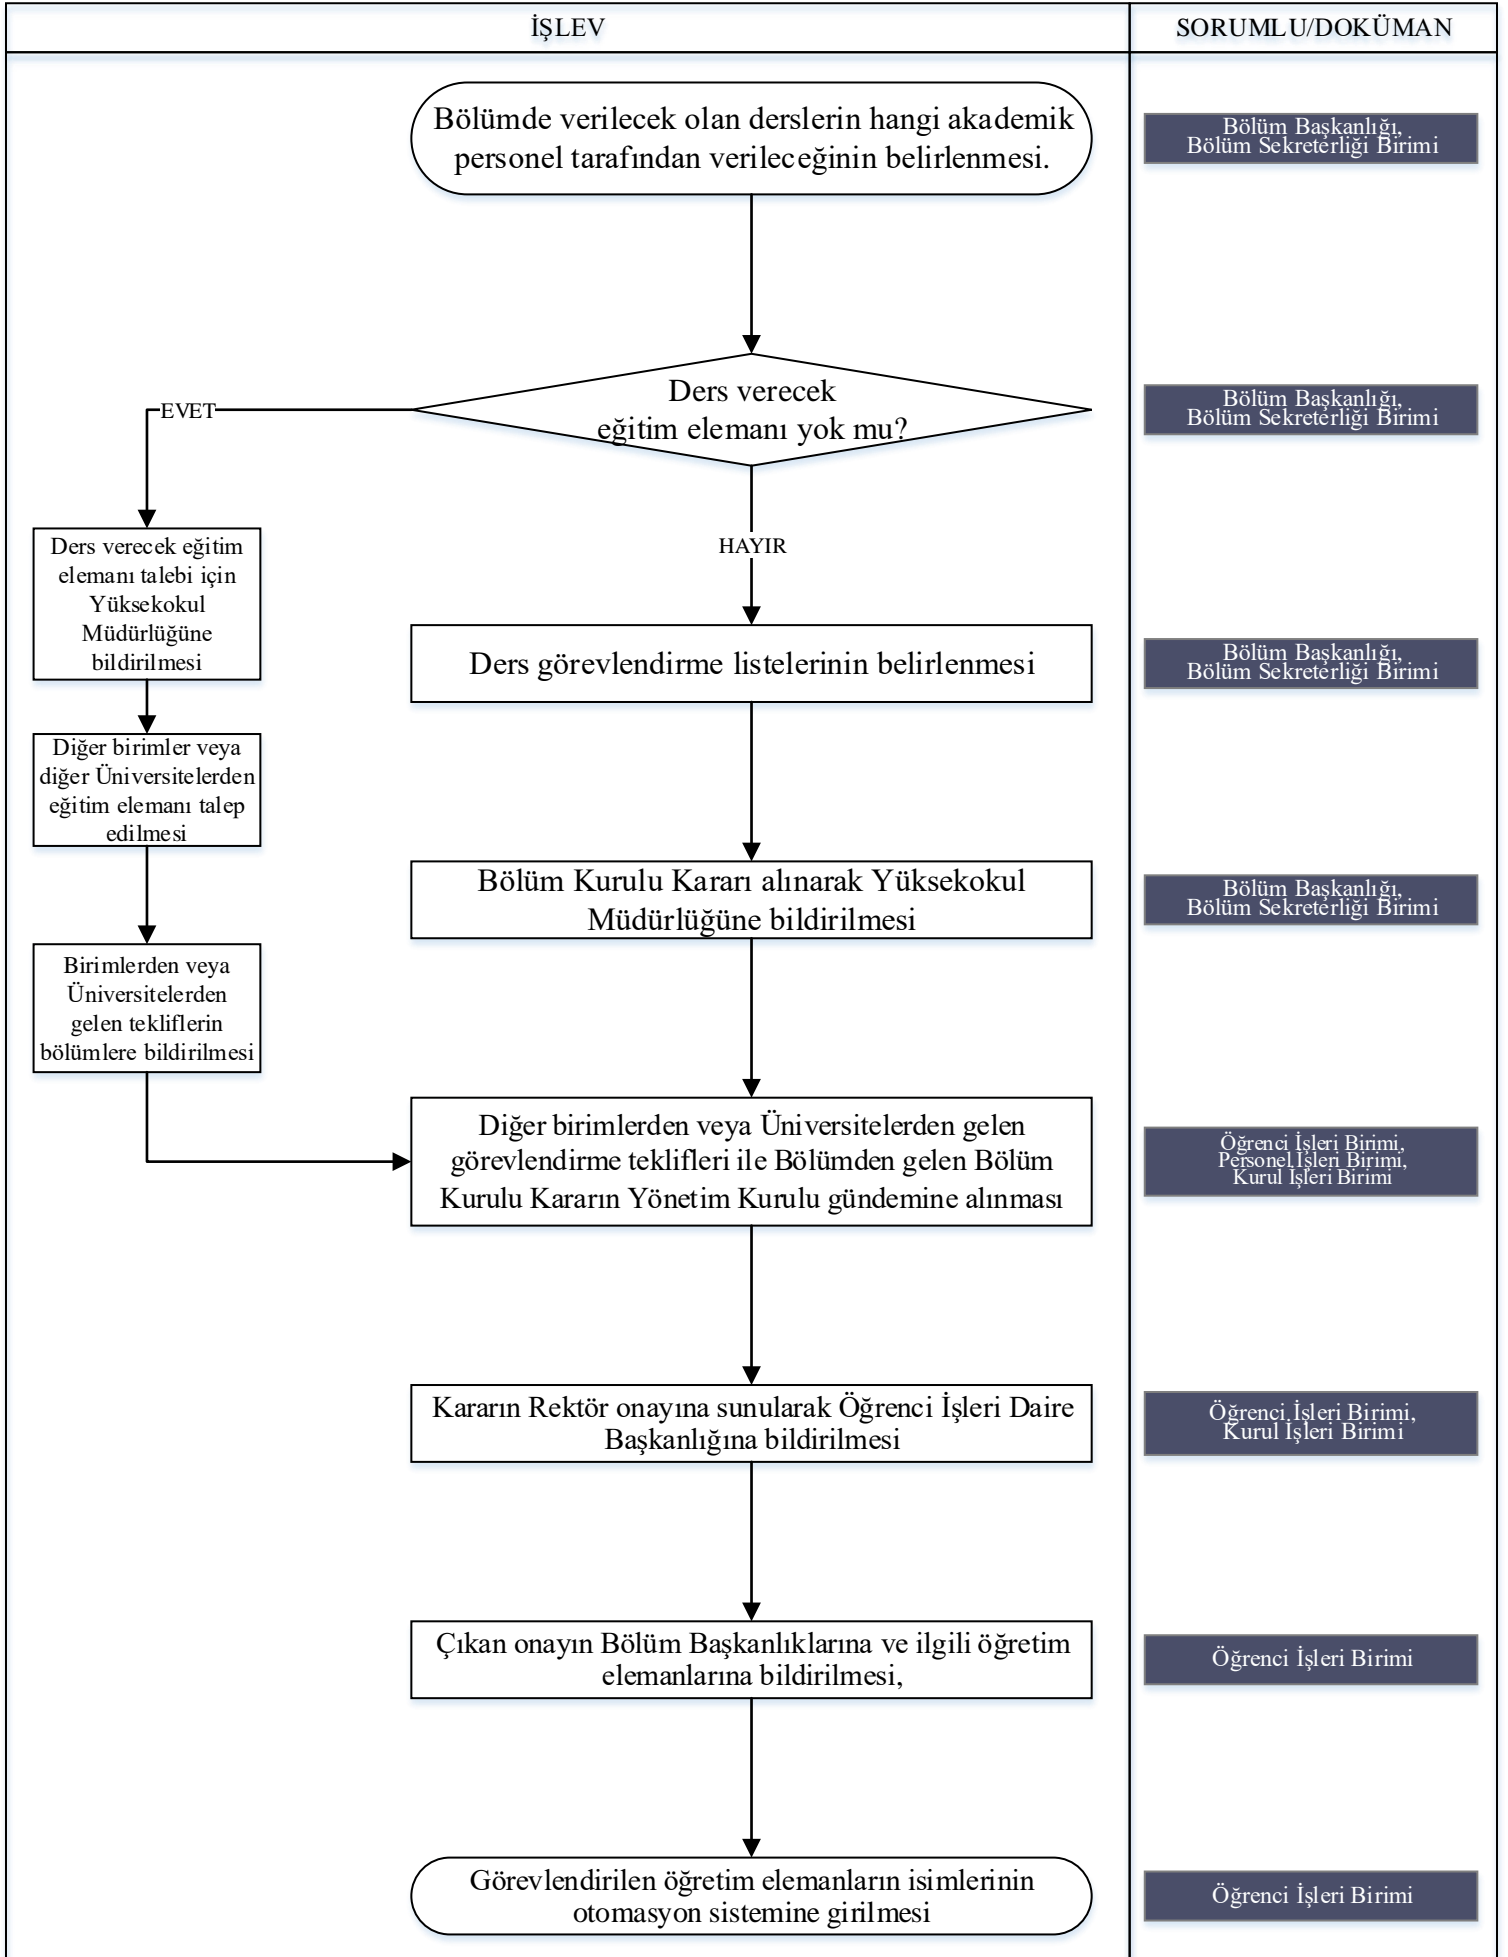 İŞLEV
SORUMLU/DOKÜMAN
Bölümde verilecek olan derslerin hangi akademik
personel tarafından verileceğinin belirlenmesi.
Bölüm Başkanlığı,
Bölüm Sekreterliği Birimi
Ders verecek
eğitim elemanı yok mu?
Bölüm Başkanlığı,
Bölüm Sekreterliği Birimi
EVET
HAYIR
Ders verecek eğitim
elemanı talebi için
Yüksekokul
Müdürlüğüne
bildirilmesi
Ders görevlendirme listelerinin belirlenmesi
Bölüm Başkanlığı,
Bölüm Sekreterliği Birimi
Diğer birimler veya
diğer Üniversitelerden
eğitim elemanı talep
edilmesi
Bölüm Kurulu Kararı alınarak Yüksekokul
Müdürlüğüne bildirilmesi
Bölüm Başkanlığı,
Bölüm Sekreterliği Birimi
Birimlerden veya
Üniversitelerden
gelen tekliflerin
bölümlere bildirilmesi
Diğer birimlerden veya Üniversitelerden gelen
görevlendirme teklifleri ile Bölümden gelen Bölüm
Kurulu Kararın Yönetim Kurulu gündemine alınması
Öğrenci İşleri Birimi,
Personel İşleri Birimi,
Kurul İşleri Birimi
Kararın Rektör onayına sunularak Öğrenci İşleri Daire
Başkanlığına bildirilmesi
Öğrenci İşleri Birimi,
Kurul İşleri Birimi
Çıkan onayın Bölüm Başkanlıklarına ve ilgili öğretim
elemanlarına bildirilmesi,
Öğrenci İşleri Birimi
Görevlendirilen öğretim elemanların isimlerinin
otomasyon sistemine girilmesi
Öğrenci İşleri Birimi